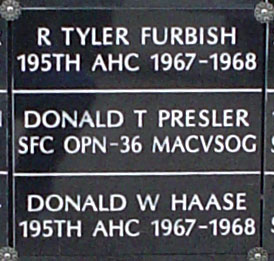 R TYLER FURBISH
195TH AHC 1967-1968
DONALD T PRESLER
SFC OPN-36 MACVSOG
DONALD W HAASE
195TH AHC 1967-1968